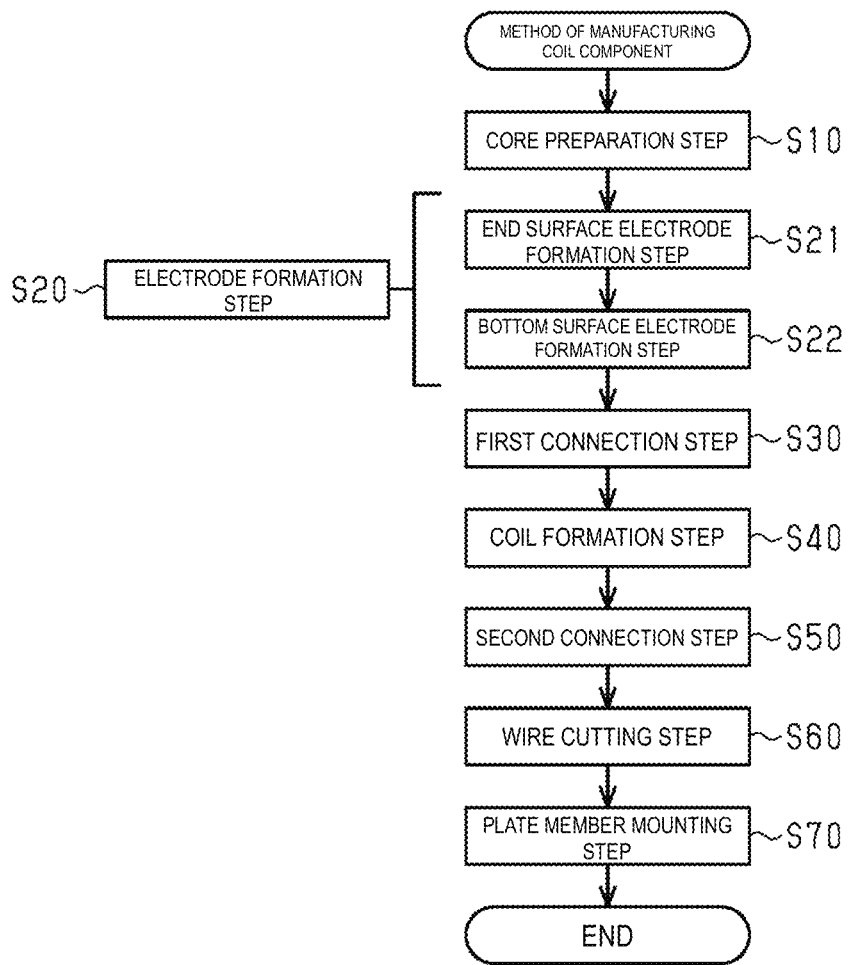 METHOD OF MANUFACTURING
COIL COMPONENT
CORE PREPARATION STEP
S10
END SURFACE ELECTRODE
FORMATION STEP
S21
S20
ELECTRODE FORMATION
STEP
BOTTOM SURFACE ELECTRODE
FORMATION STEP
S22
FIRST CONNECTION STEP
S30
COIL FORMATION STEP
S40
SECOND CONNECTION STEP
S50
WIRE CUTTING STEP
S60
PLATE MEMBER MOUNTING
STEP
S70
END